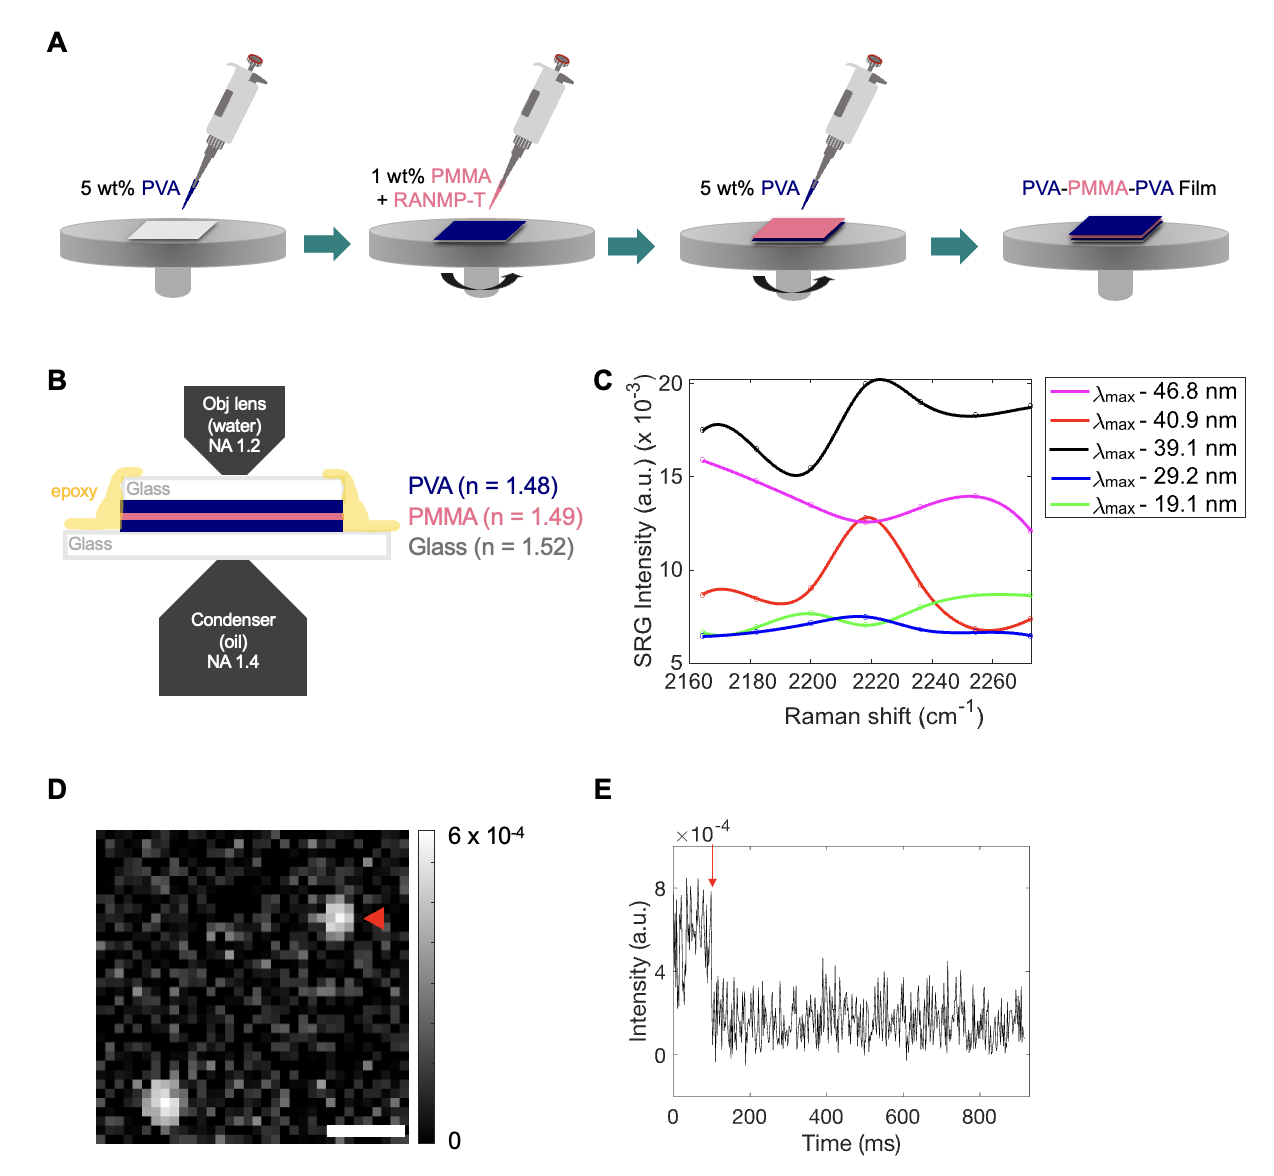 A
5 wt% PVA
1 wt% PMMA
+ RANMP-T
5 wt% PVA
PVA-PMMA-PVA Film
B
Obj lens
(water)
NA 1.2
epoxy
Glass
Glass
PVA (n = 1.48)
PMMA (n = 1.49)
Glass (n = 1.52)
Condenser
(oil)
NA 1.4
C
SRG Intensity (a.u.) (x 10⁻³)
20
15
10
5
2160 2180 2200 2220 2240 2260
Raman shift (cm⁻¹)
λmax - 46.8 nm
λmax - 40.9 nm
λmax - 39.1 nm
λmax - 29.2 nm
λmax - 19.1 nm
D
6 x 10⁻⁴
0
E
×10⁻⁴
Intensity (a.u.)
8
4
0
0 200 400 600 800
Time (ms)